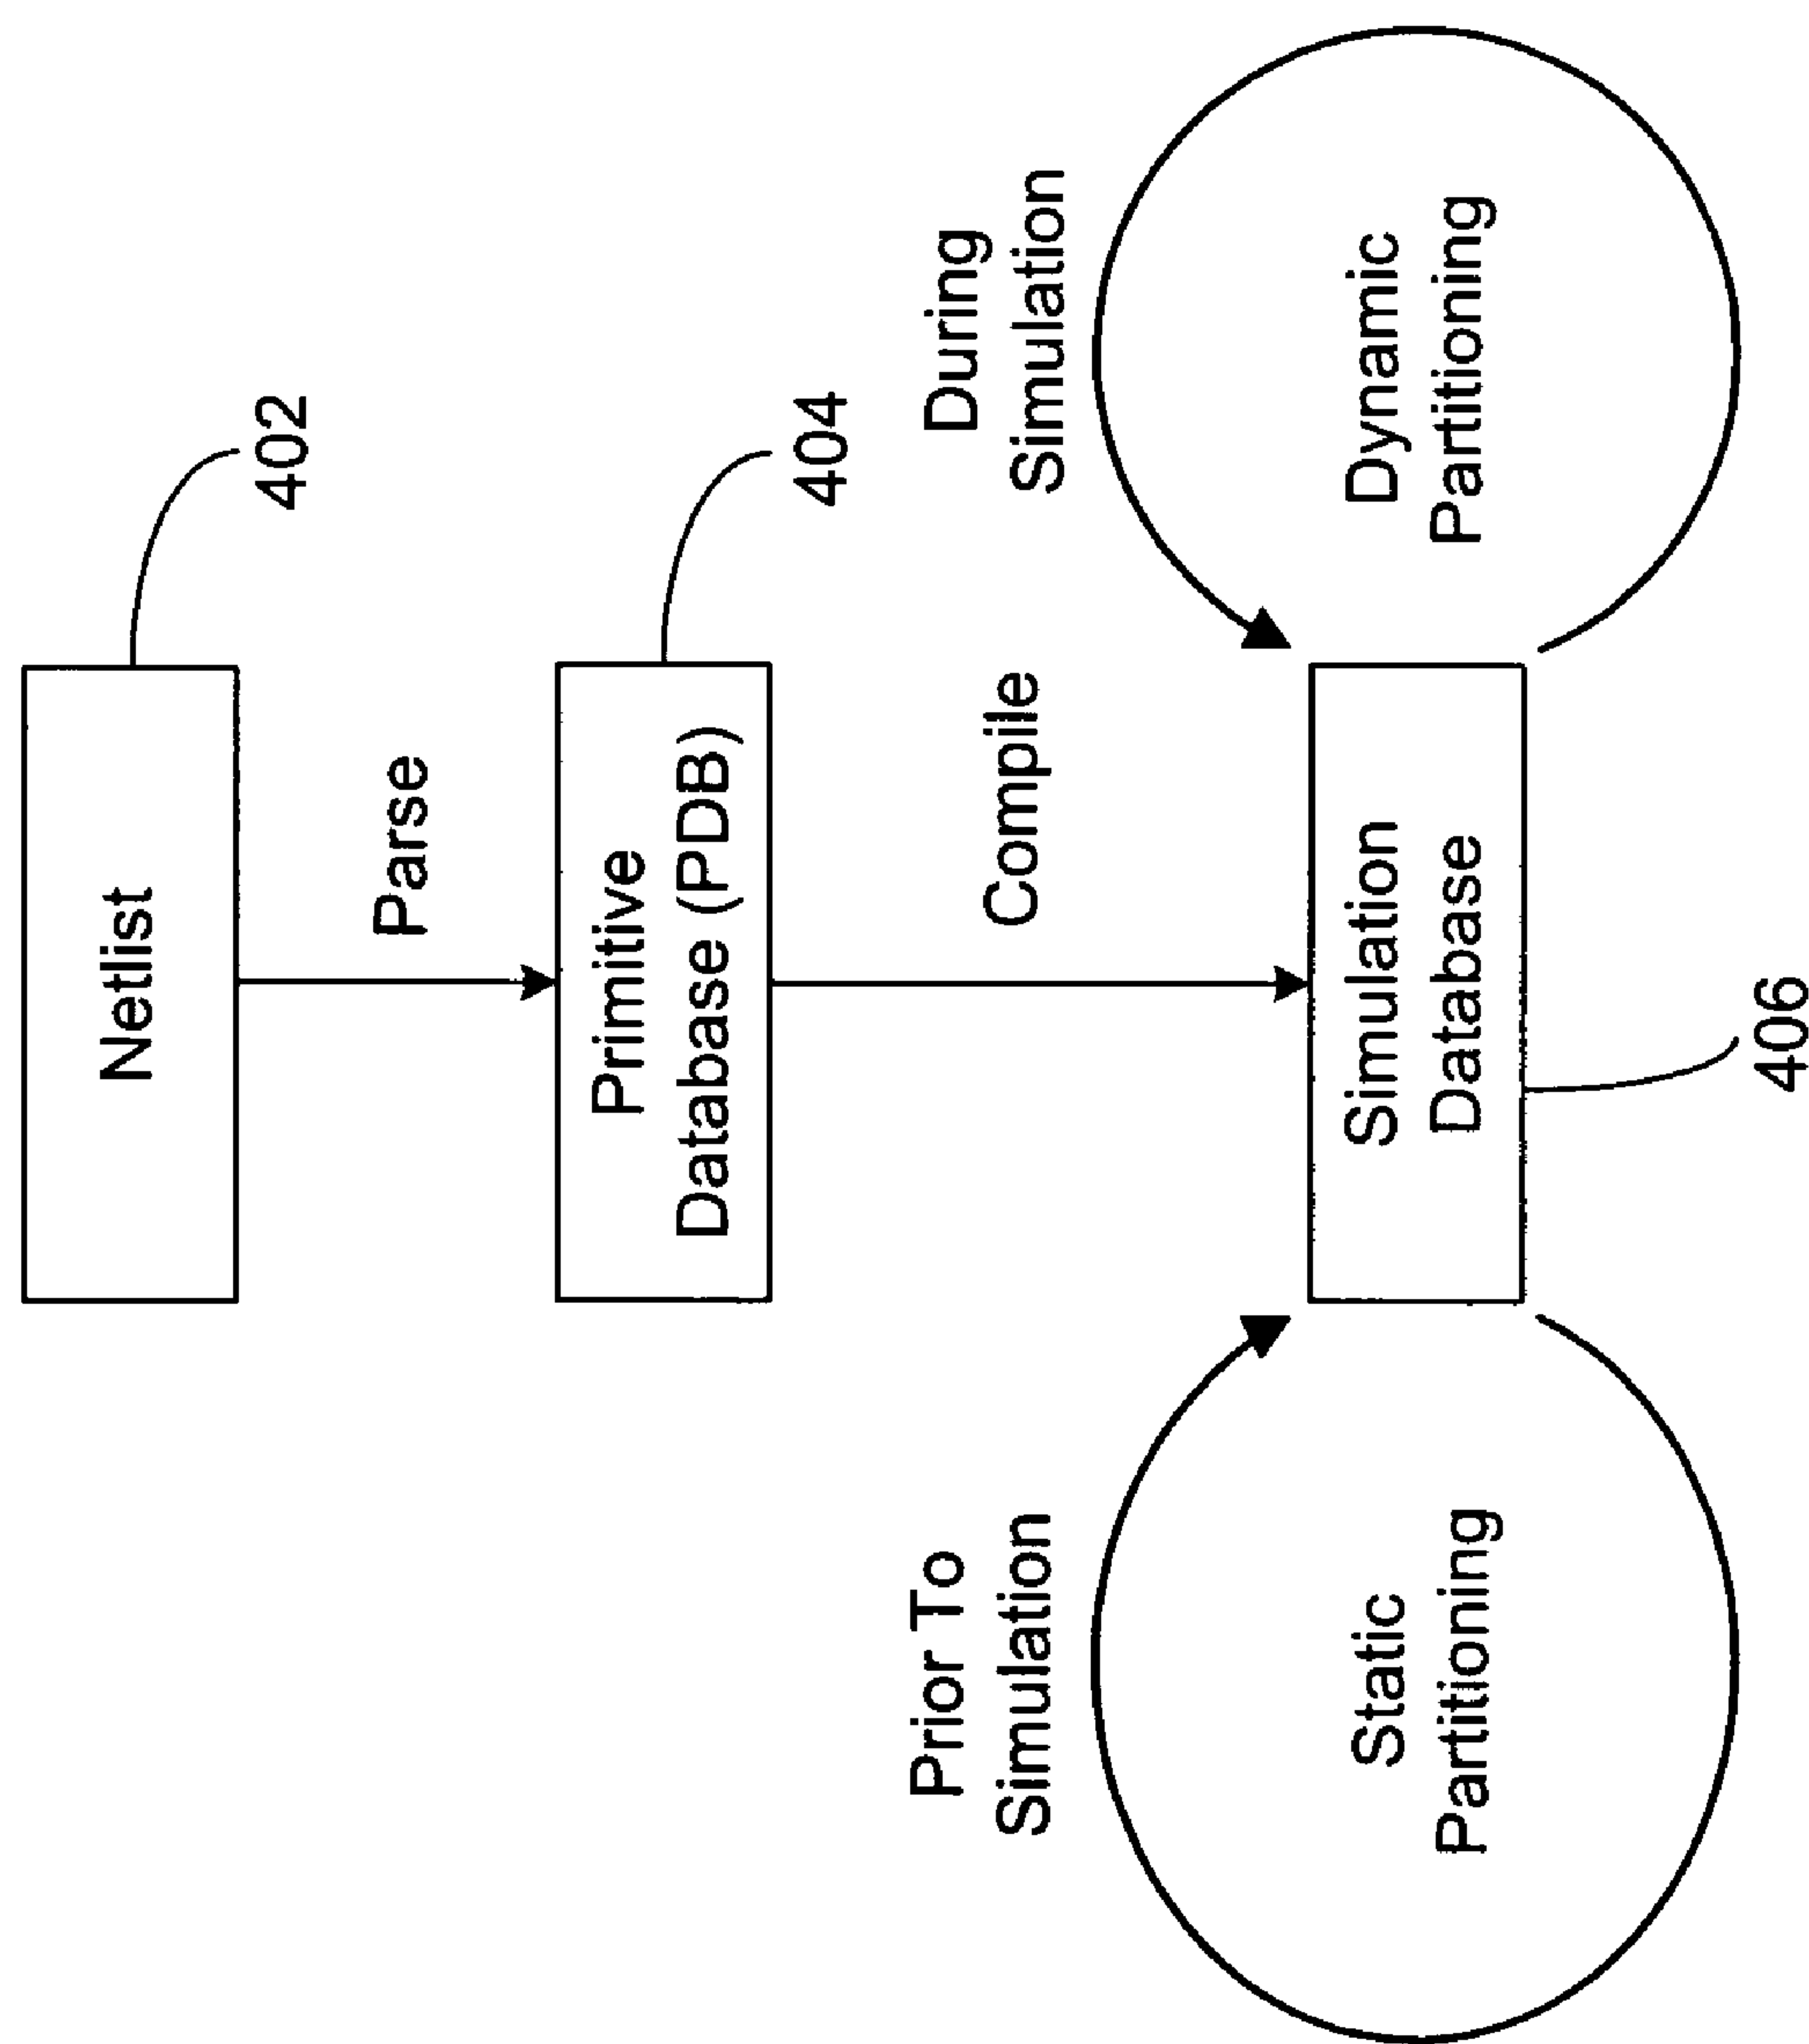 Netlist
402
Parse
Primitive
Database (PDB)
404
Compile
Prior To
Simulation
During
Simulation
Static
Partitioning
Simulation
Database
Dynamic
Partitioning
406